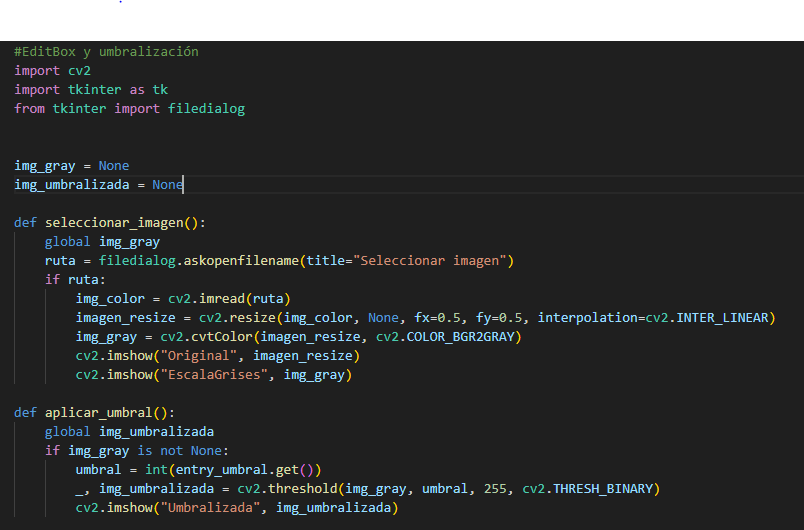 #EditBox y umbralización
import cv2
import tkinter as tk
from tkinter import filedialog
img_gray = None
img_umbralizada = None
def seleccionar_imagen():
    global img_gray
    ruta = filedialog.askopenfilename(title="Seleccionar imagen")
    if ruta:
        img_color = cv2.imread(ruta)
        imagen_resize = cv2.resize(img_color, None, fx=0.5, fy=0.5, interpolation=cv2.INTER_LINEAR)
        img_gray = cv2.cvtColor(imagen_resize, cv2.COLOR_BGR2GRAY)
        cv2.imshow("Original", imagen_resize)
        cv2.imshow("EscalaGrises", img_gray)
def aplicar_umbral():
    global img_umbralizada
    if img_gray is not None:
        umbral = int(entry_umbral.get())
        _, img_umbralizada = cv2.threshold(img_gray, umbral, 255, cv2.THRESH_BINARY)
        cv2.imshow("Umbralizada", img_umbralizada)